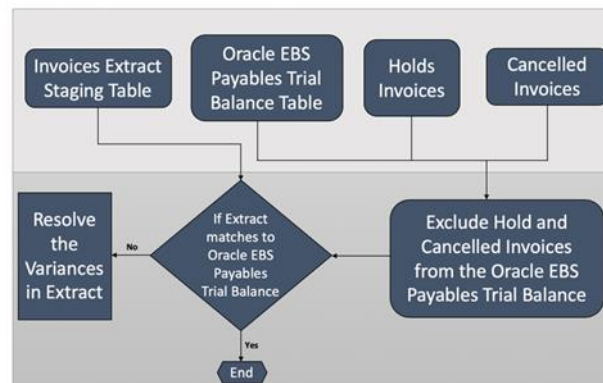 Invoices Extract
Staging Table
Oracle EBS
Payables Trial
Balance Table
Holds
Invoices
Cancelled
Invoices
Resolve
the
Variances
in Extract
No
If Extract
matches to
Oracle EBS
Payables
Trial Balance
Exclude Hold and
Cancelled Invoices
from the Oracle EBS
Payables Trial Balance
Yes
End